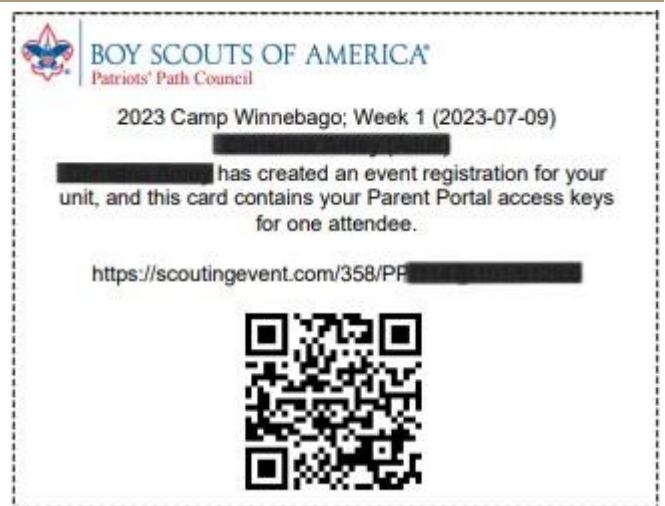 BOY SCOUTS OF AMERICA®
Patriots' Path Council
2023 Camp Winnebago; Week 1 (2023-07-09)
has created an event registration for your
unit, and this card contains your Parent Portal access keys
for one attendee.
https://scoutingevent.com/358/PP